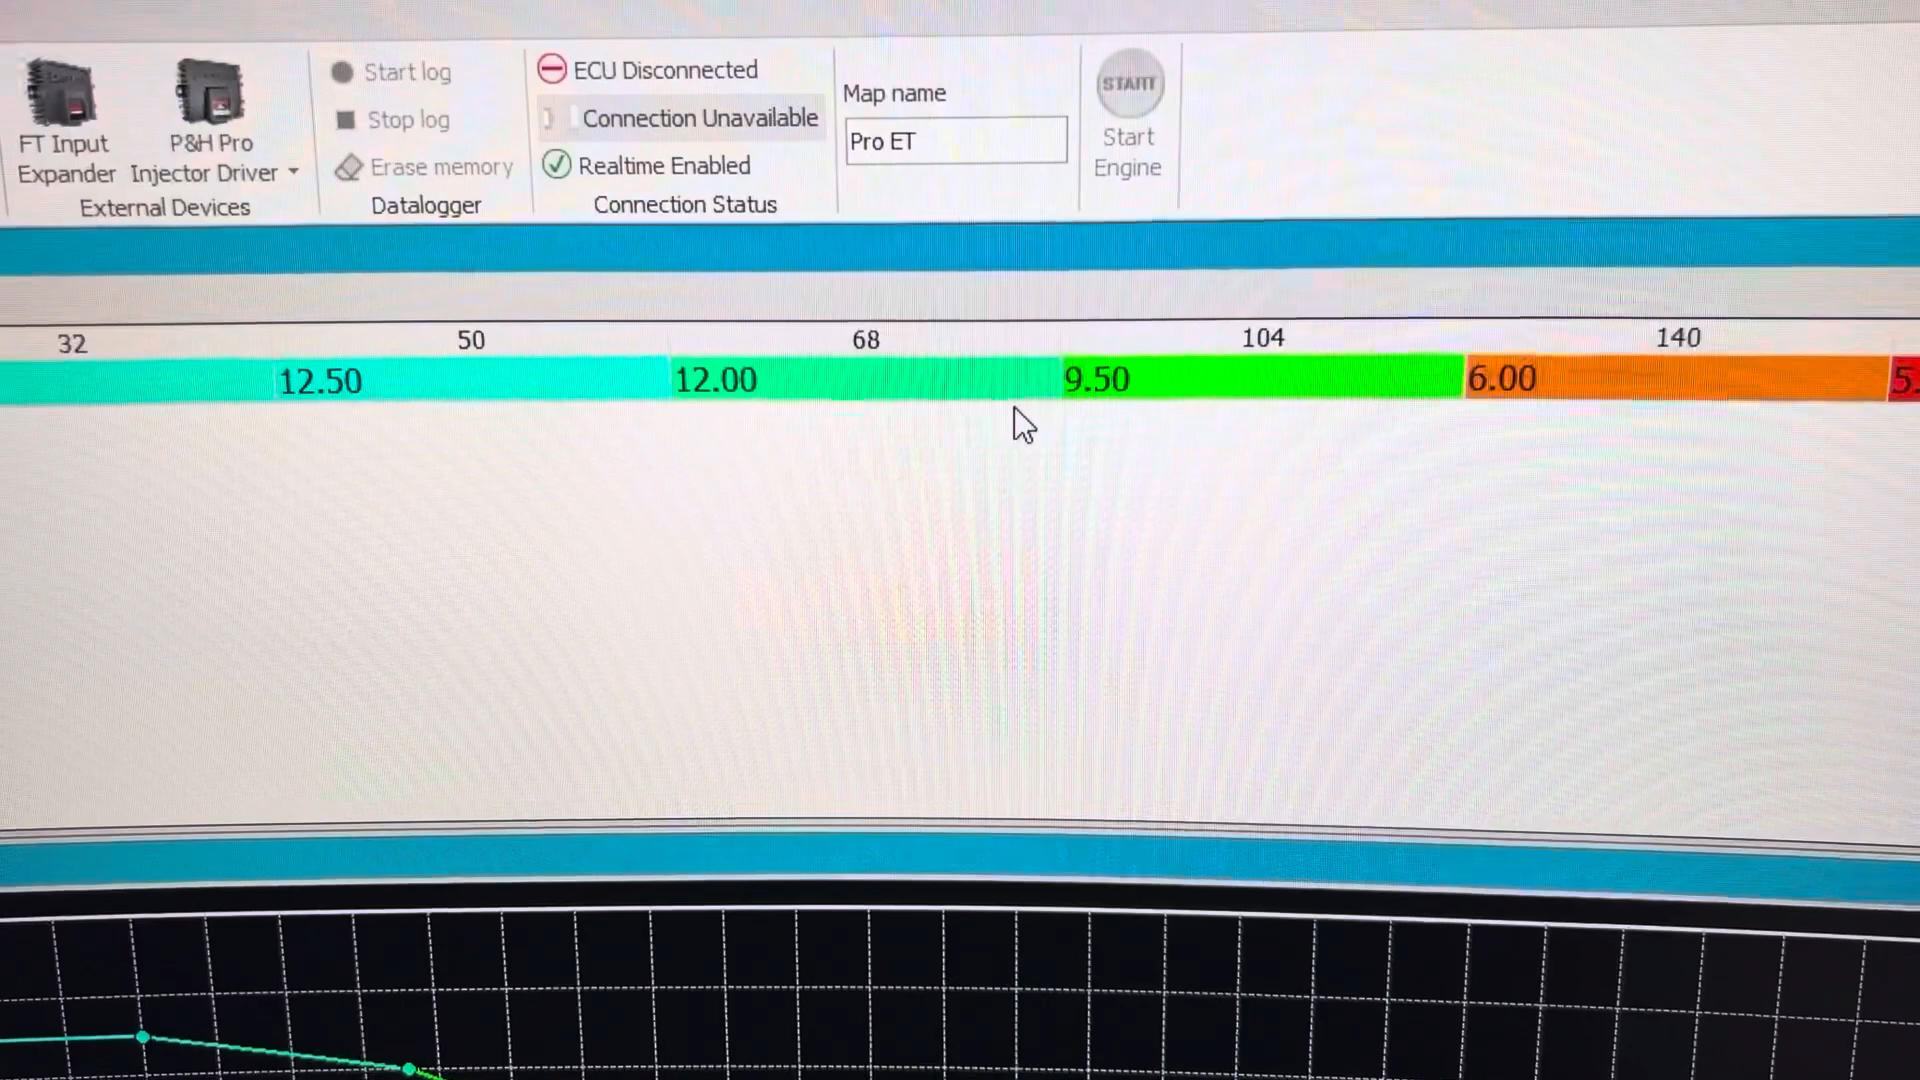 FT Input
Expander
P&H Pro
Injector Driver
External Devices
Start log
Stop log
Erase memory
Datalogger
ECU Disconnected
Connection Unavailable
Realtime Enabled
Connection Status
Map name
Pro ET
START
Start
Engine
32 50 68 104 140
12.50 12.00 9.50 6.00 5.